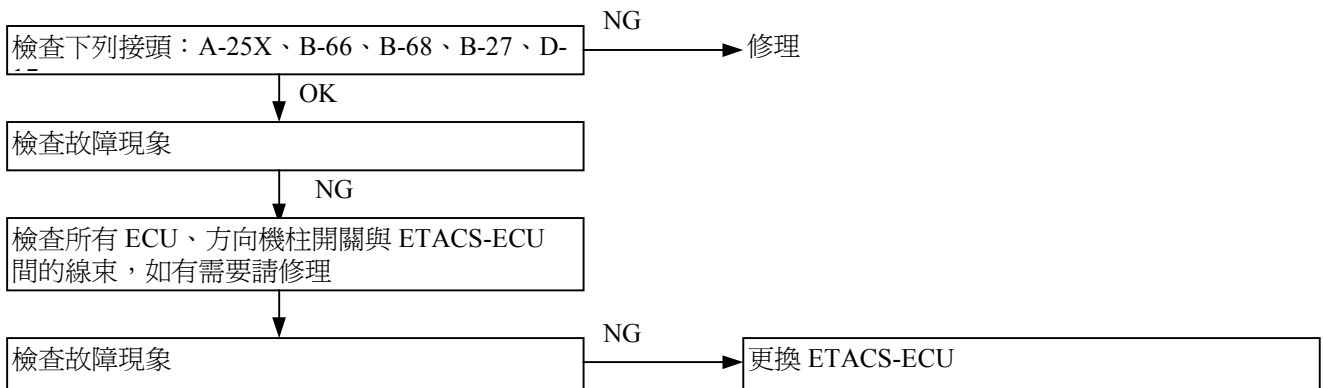 NG
檢查下列接頭：A-25X、B-66、B-68、B-27、D-
修理
OK
檢查故障現象
NG
檢查所有 ECU、方向機柱開關與 ETACS-ECU
間的線束，如有需要請修理
NG
檢查故障現象
更換 ETACS-ECU